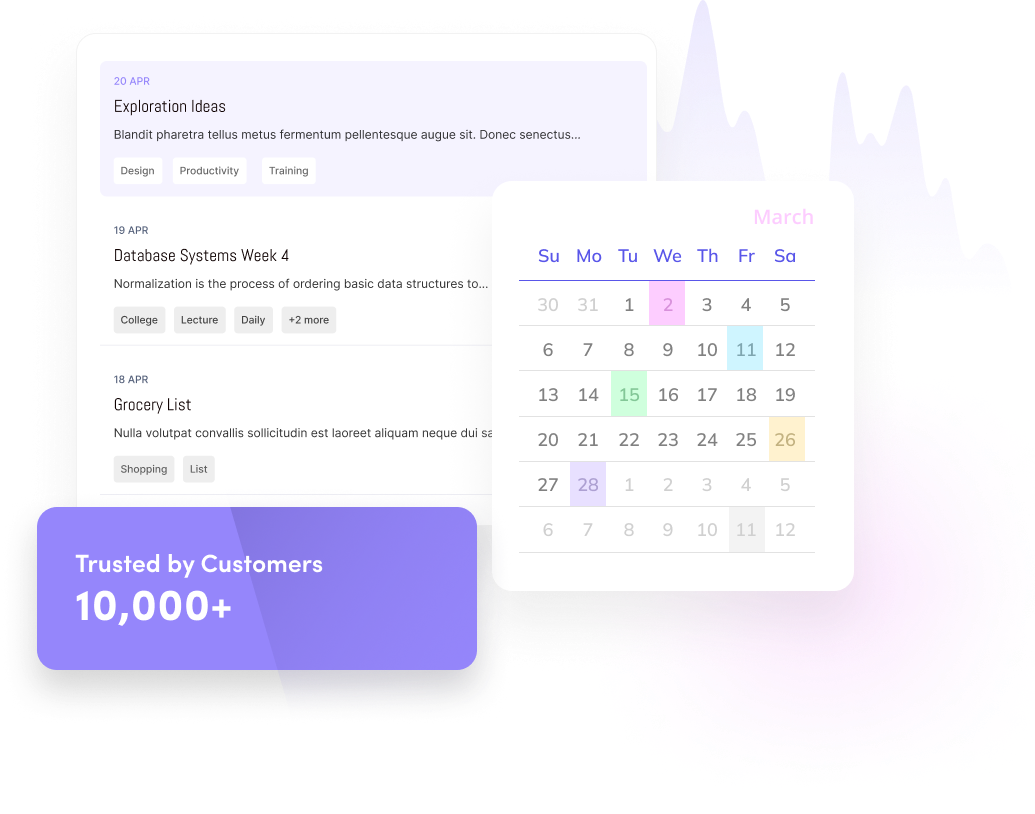 20 APR
Exploration Ideas
Blandit pharetra tellus metus fermentum pellentesque augue sit. Donec senectus...
Design Productivity Training
19 APR
Database Systems Week 4
Normalization is the process of ordering basic data structures to...
College Lecture Daily +2 more
18 APR
Grocery List
Nulla volutpat convallis sollicitudin est laoreet aliquam neque dui
Shopping List
Trusted by Customers
10,000+
March
Su Mo Tu We Th Fr Sa
30 31 1 2 3 4 5
6 7 8 9 10 11 12
13 14 15 16 17 18 19
20 21 22 23 24 25 26
27 28 1 2 3 4 5
6 7 8 9 10 11 12